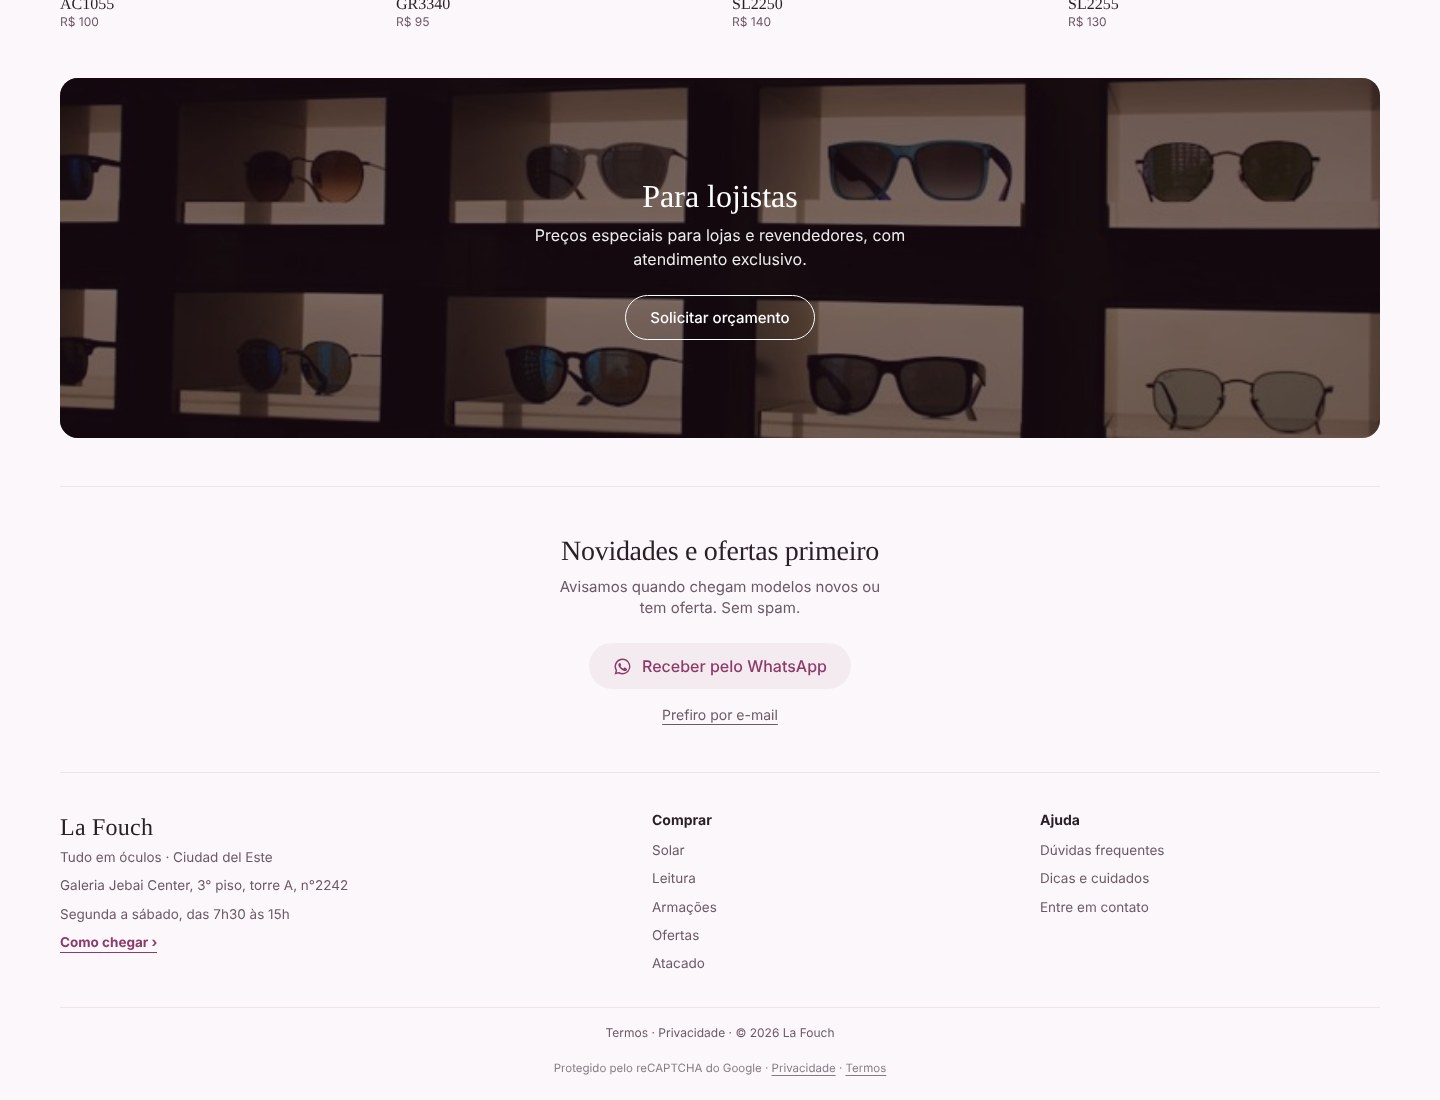 AC1055
GR3340
SL2250
SL2255
R$ 100
R$ 95
R$ 140
R$ 130
Para lojistas
Preços especiais para lojas e revendedores, com
atendimento exclusivo.
Solicitar orçamento
Novidades e ofertas primeiro
Avisamos quando chegam modelos novos ou
tem oferta. Sem spam.
Receber pelo WhatsApp
Prefiro por e-mail
La Fouch
Tudo em óculos · Ciudad del Este
Galeria Jebai Center, 3° piso, torre A, n°2242
Segunda a sábado, das 7h30 às 15h
Como chegar ›
Comprar
Solar
Leitura
Armações
Ofertas
Atacado
Ajuda
Dúvidas frequentes
Dicas e cuidados
Entre em contato
Termos · Privacidade · © 2026 La Fouch
Protegido pelo reCAPTCHA do Google · Privacidade · Termos